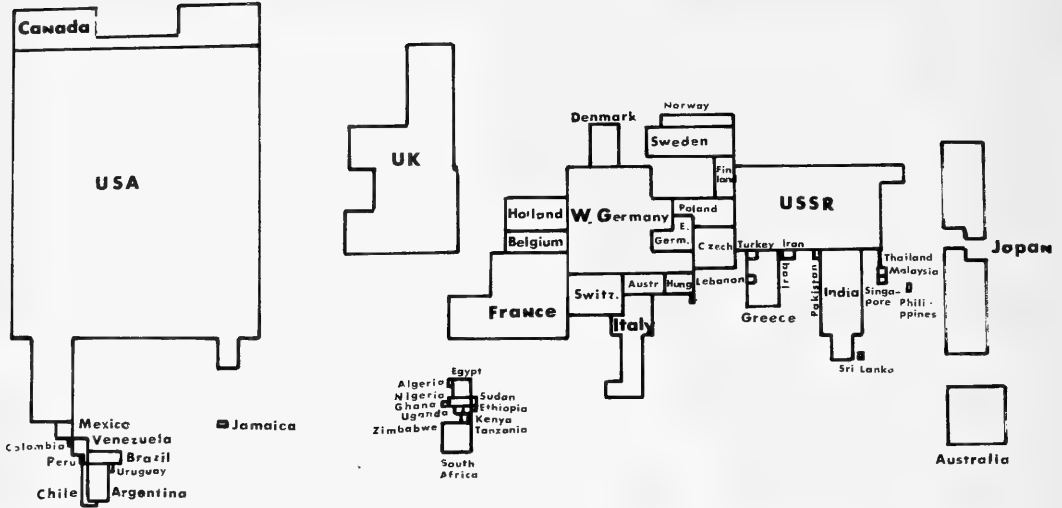 Canada
USA
Mexico
Venezuela
Colombia
Brazil
Peru
Uruguay
Chile
Argentina
Jamaica
UK
Norway
Denmark
Sweden
Fin
land
Holland
W. Germany
Poland
E.
Germ.
Belgium
Czech
Switz.
Austr
Hung
France
Italy
USSR
Turkey
Iran
Lebanon
Iraq
Pakistan
India
Greece
Thailand
Malaysia
Singa-
pore
Phili-
ppines
Sri Lanka
Japan
Australia
Egypt
Algeria
Nigeria
Sudan
Ghana
Ethiopia
Uganda
Kenya
Zimbabwe
Tanzania
South
Africa